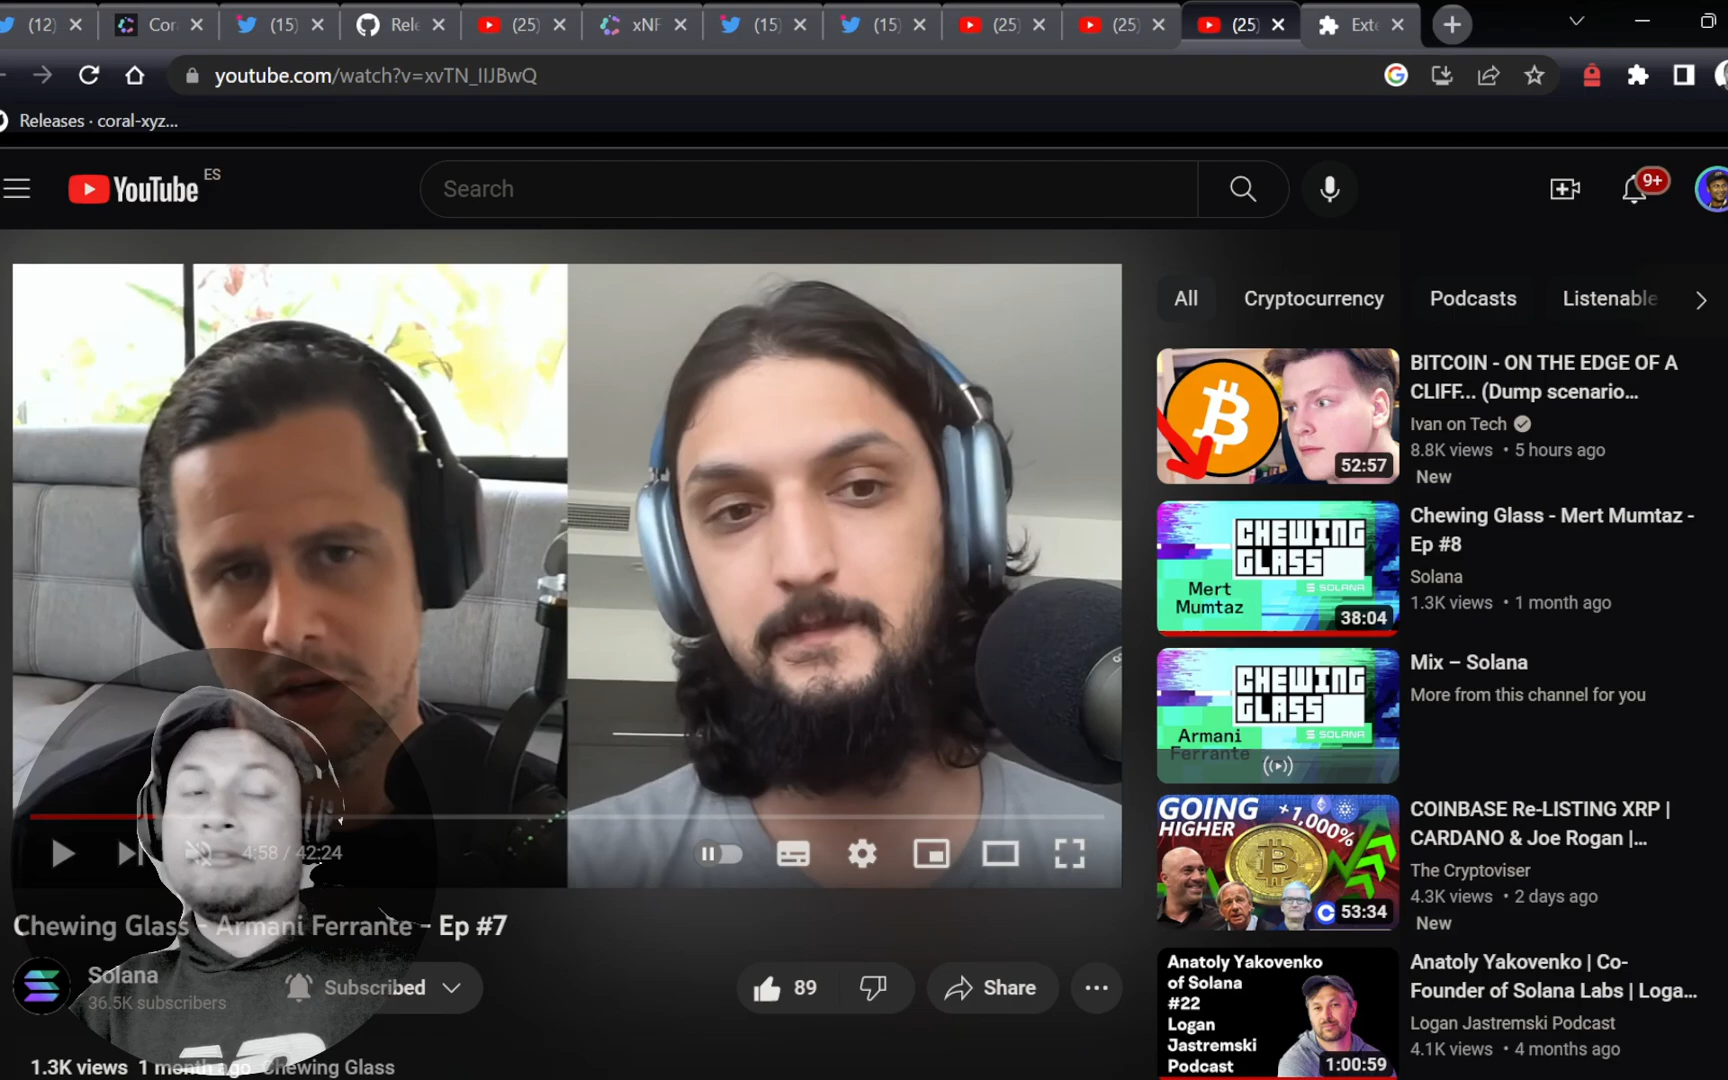 (12)
Cor
(15)
Rele
(25)
xNF
(15)
(15)
(25)
(25)
(25)
Exte
youtube.com/watch?v=xvTN_lIJBwQ
Releases · coral-xyz...
YouTube ES
Search
9+
All
Cryptocurrency
Podcasts
Listenable
BITCOIN - ON THE EDGE OF A
CLIFF... (Dump scenario...
Ivan on Tech
8.8K views • 5 hours ago
New
52:57
CHEWING
GLASS
SOLANA
Mert
Mumtaz
38:04
Chewing Glass - Mert Mumtaz -
Ep #8
Solana
1.3K views • 1 month ago
CHEWING
GLASS
SOLANA
Armani
Ferrante
Mix – Solana
More from this channel for you
GOING
HIGHER
+1,000%
53:34
COINBASE Re-LISTING XRP |
CARDANO & Joe Rogan |...
The Cryptoviser
4.3K views • 2 days ago
New
Anatoly Yakovenko
of Solana
#22
Logan
Jastremski
Podcast
1:00:59
Anatoly Yakovenko | Co-
Founder of Solana Labs | Loga...
Logan Jastremski Podcast
4.1K views • 4 months ago
4:58 / 42:24
Chewing Glass - Armani Ferrante - Ep #7
Solana
36.5K subscribers
Subscribed
89
Share
1.3K views 1 month ago Chewing Glass